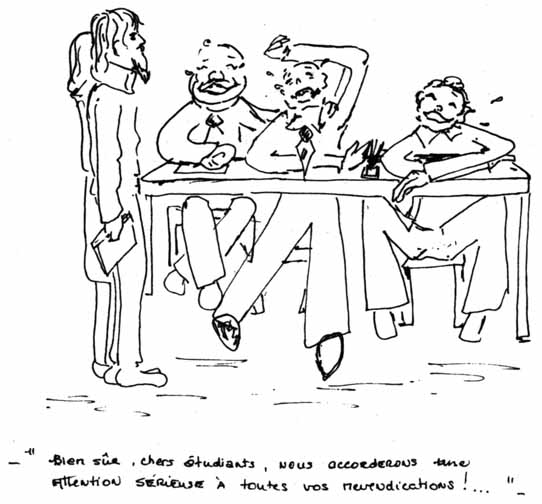 _ " Bien sûr, chers étudiants, nous accorderons une
attention SÉRIEUSE à toutes vos revendications !... " _